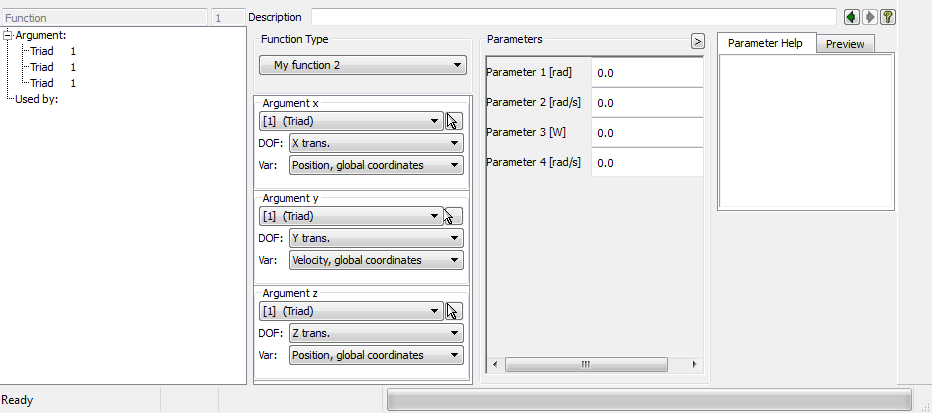 Function 1 Description
Argument:
Triad 1
Triad 1
Triad 1
Used by:
Function Type
My function 2
Argument x
[1] (Triad)
DOF: X trans.
Var: Position, global coordinates
Argument y
[1] (Triad)
DOF: Y trans.
Var: Velocity, global coordinates
Argument z
[1] (Triad)
DOF: Z trans.
Var: Position, global coordinates
Parameters >
Parameter 1 [rad] 0.0
Parameter 2 [rad/s] 0.0
Parameter 3 [W] 0.0
Parameter 4 [rad/s] 0.0
Parameter Help Preview
Ready